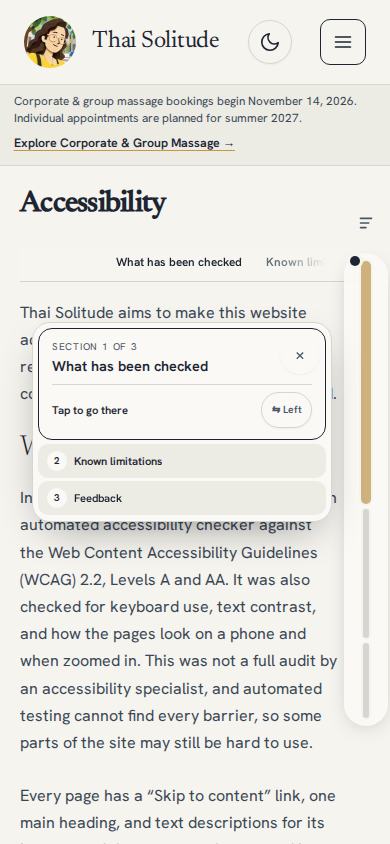 Thai Solitude
Corporate & group massage bookings begin November 14, 2026.
Individual appointments are planned for summer 2027.
Explore Corporate & Group Massage →
Accessibility
What has been checked Known
Thai Solitude aims to make this website
SECTION 1 OF 3
What has been checked
×
Tap to go there
⇆ Left
2 Known limitations
3 Feedback
automated accessibility checker against
the Web Content Accessibility Guidelines
(WCAG) 2.2, Levels A and AA. It was also
checked for keyboard use, text contrast,
and how the pages look on a phone and
when zoomed in. This was not a full audit by
an accessibility specialist, and automated
testing cannot find every barrier, so some
parts of the site may still be hard to use.
Every page has a “Skip to content” link, one
main heading, and text descriptions for its